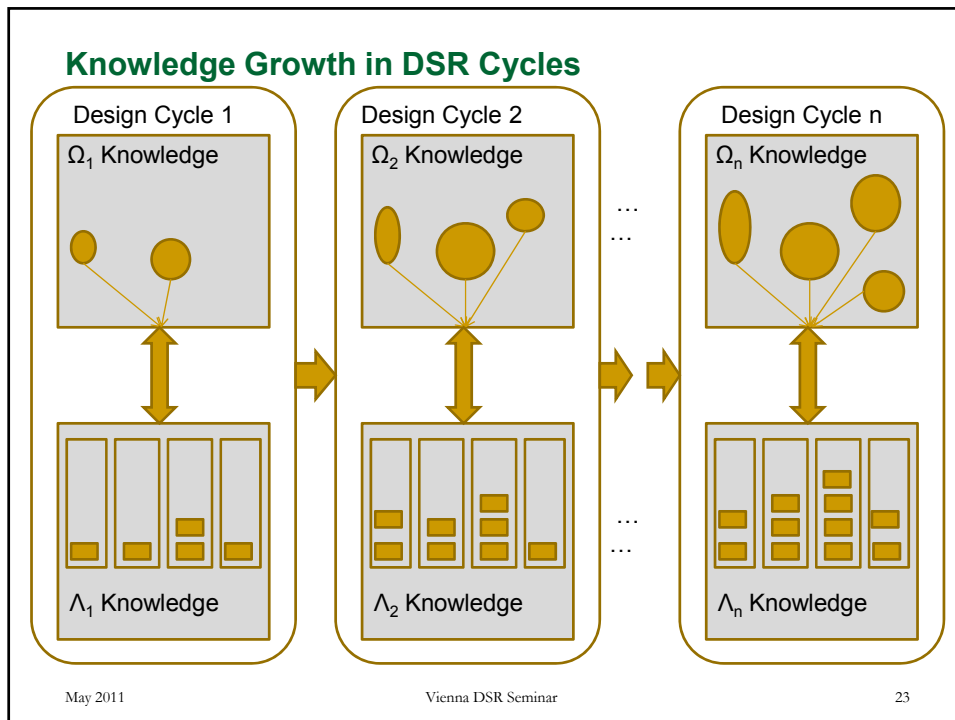 Knowledge Growth in DSR Cycles
Design Cycle 1
Ω₁ Knowledge
Λ₁ Knowledge
Design Cycle 2
Ω₂ Knowledge
Λ₂ Knowledge
…
…
…
…
Design Cycle n
Ωₙ Knowledge
Λₙ Knowledge
May 2011
Vienna DSR Seminar
23